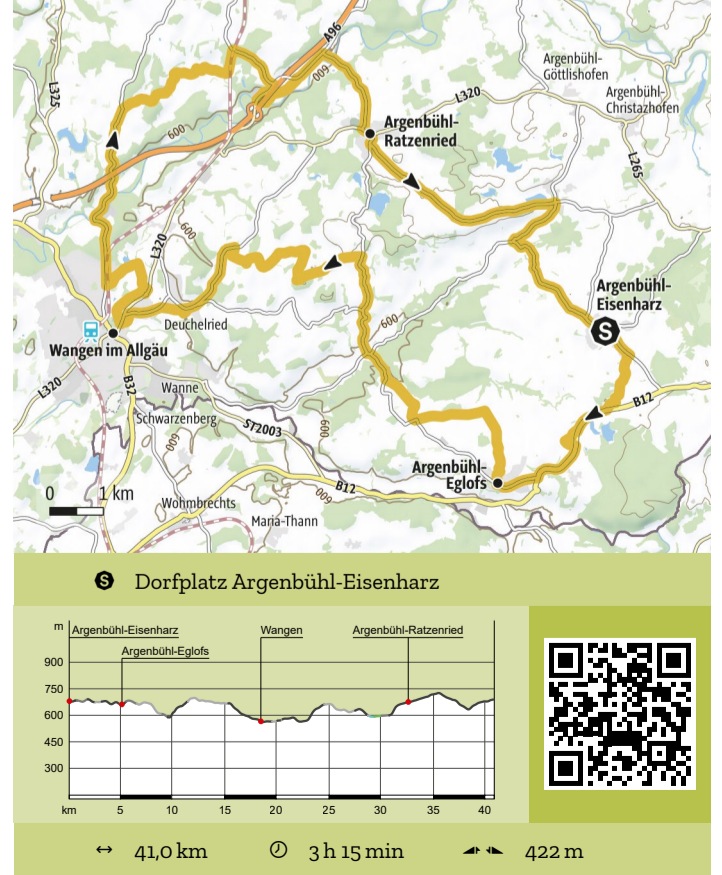 A96
L325
600
Argenbühl-
Göttlishofen
Argenbühl-
Christazhofen
L320
Argenbühl-
Ratzenried
600
L265
600
L320
Argenbühl-
Eisenharz
S
Deuchelried
600
Wangen im Allgäu
L320
B32
Wanne
B12
Schwarzenberg
ST2003
600
600
Argenbühl-
Eglofs
0 1 km
B12
600
Wohmbrechts
Maria-Thann
S Dorfplatz Argenbühl-Eisenharz
m
Argenbühl-Eisenharz
Wangen
Argenbühl-Ratzenried
Argenbühl-Eglofs
900
750
600
450
300
km 5 10 15 20 25 30 35 40
41,0 km 3 h 15 min 422 m